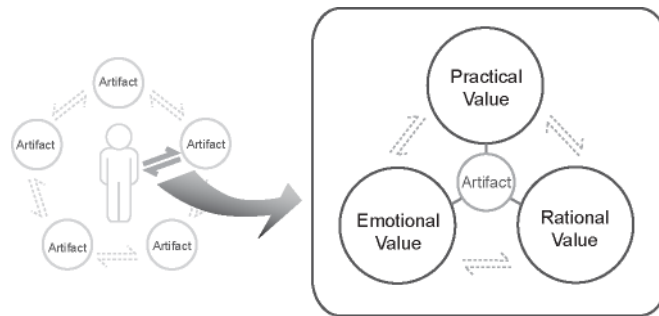 Artifact
Artifact
Artifact
Artifact
Artifact
Practical
Value
Artifact
Emotional
Value
Rational
Value